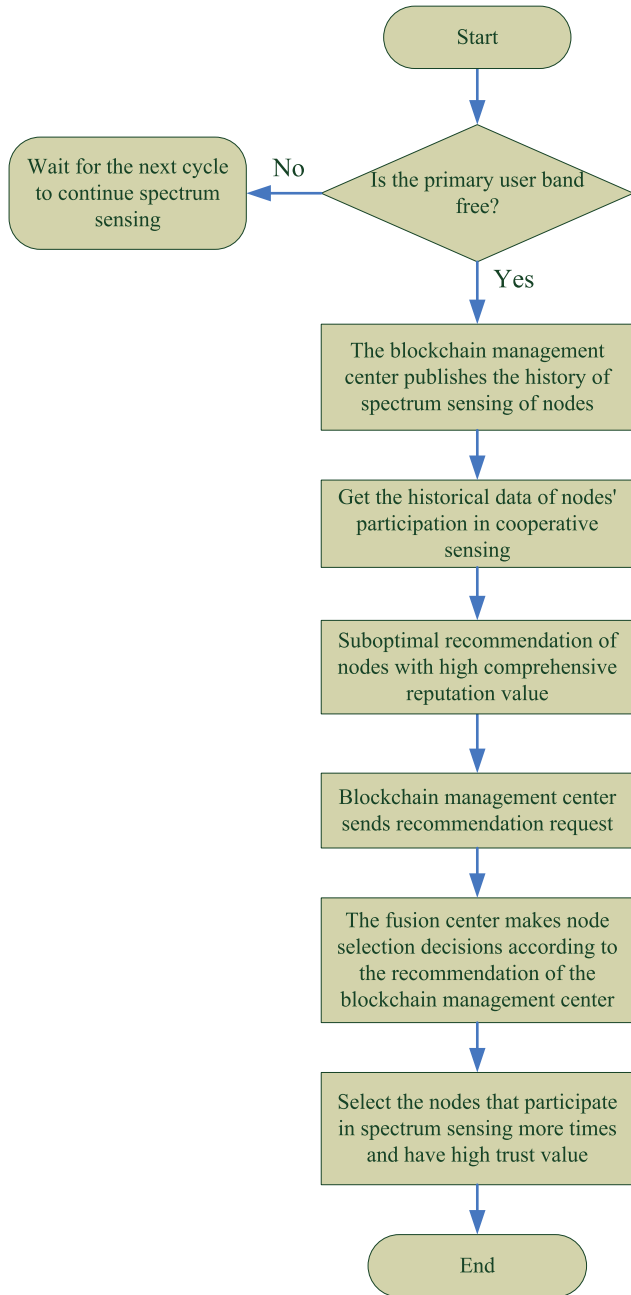 Start
Is the primary user band
free?
No
Wait for the next cycle
to continue spectrum
sensing
Yes
The blockchain management
center publishes the history of
spectrum sensing of nodes
Get the historical data of nodes'
participation in cooperative
sensing
Suboptimal recommendation of
nodes with high comprehensive
reputation value
Blockchain management center
sends recommendation request
The fusion center makes node
selection decisions according to
the recommendation of the
blockchain management center
Select the nodes that participate
in spectrum sensing more times
and have high trust value
End